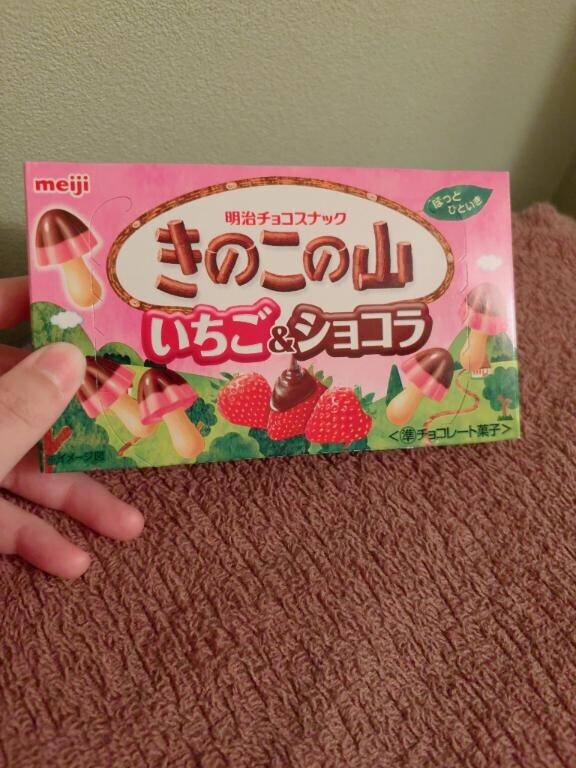 meiji
明治チョコスナック
きのこの山
いちご&ショコラ
ほっと
ひといき
<準チョコレート菓子>
※イメージ図